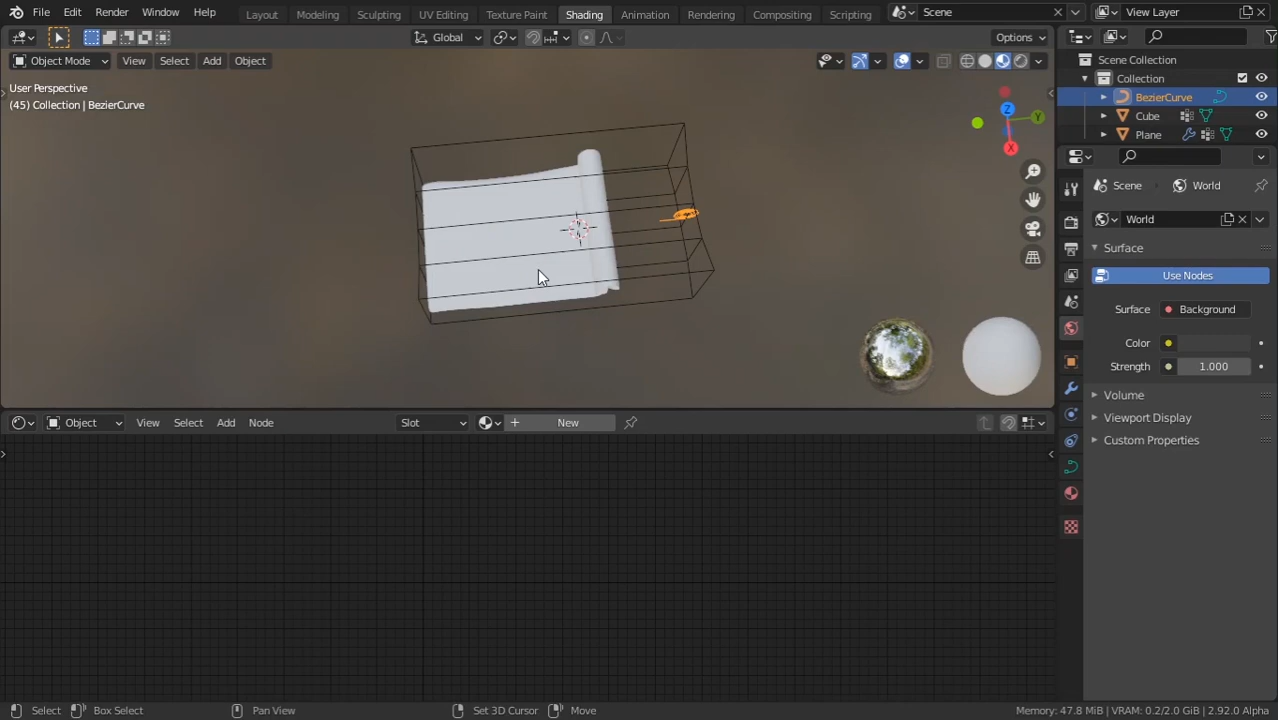 File Edit Render Window Help Layout Modeling Sculpting UV Editing Texture Paint Shading Animation Rendering Compositing Scripting Scene View Layer
Global Options
Object Mode View Select Add Object
User Perspective
(45) Collection | BezierCurve
Z
Y
X
Scene Collection
Collection
BezierCurve
Cube
Plane
Scene World
World
Surface
Use Nodes
Surface Background
Color
Strength 1.000
Volume
Viewport Display
Custom Properties
Object View Select Add Node Slot New
Select Box Select Pan View Set 3D Cursor Move Memory: 47.8 MiB | VRAM: 0.2/2.0 GiB | 2.92.0 Alpha